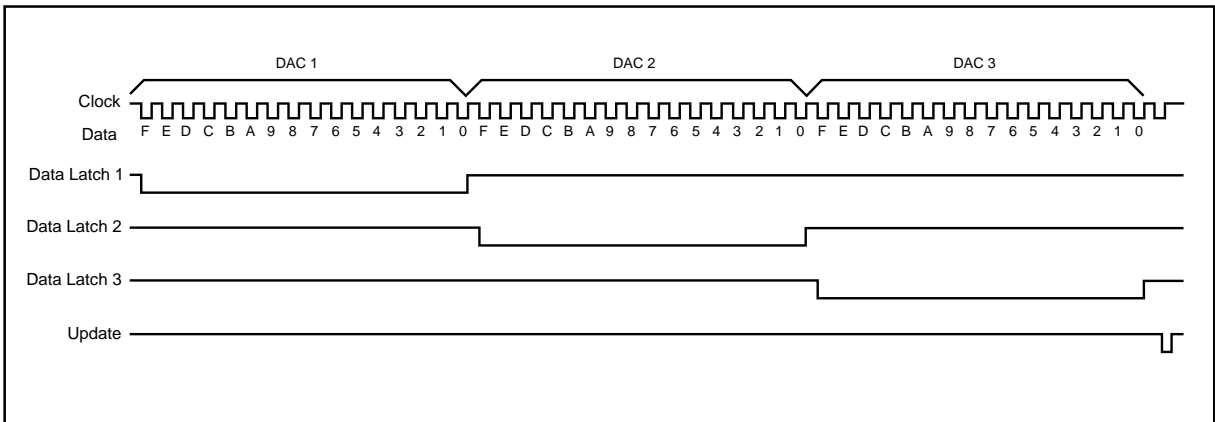 DAC 1 DAC 2 DAC 3
Clock
Data F E D C B A 9 8 7 6 5 4 3 2 1 0 F E D C B A 9 8 7 6 5 4 3 2 1 0 F E D C B A 9 8 7 6 5 4 3 2 1 0
Data Latch 1
Data Latch 2
Data Latch 3
Update